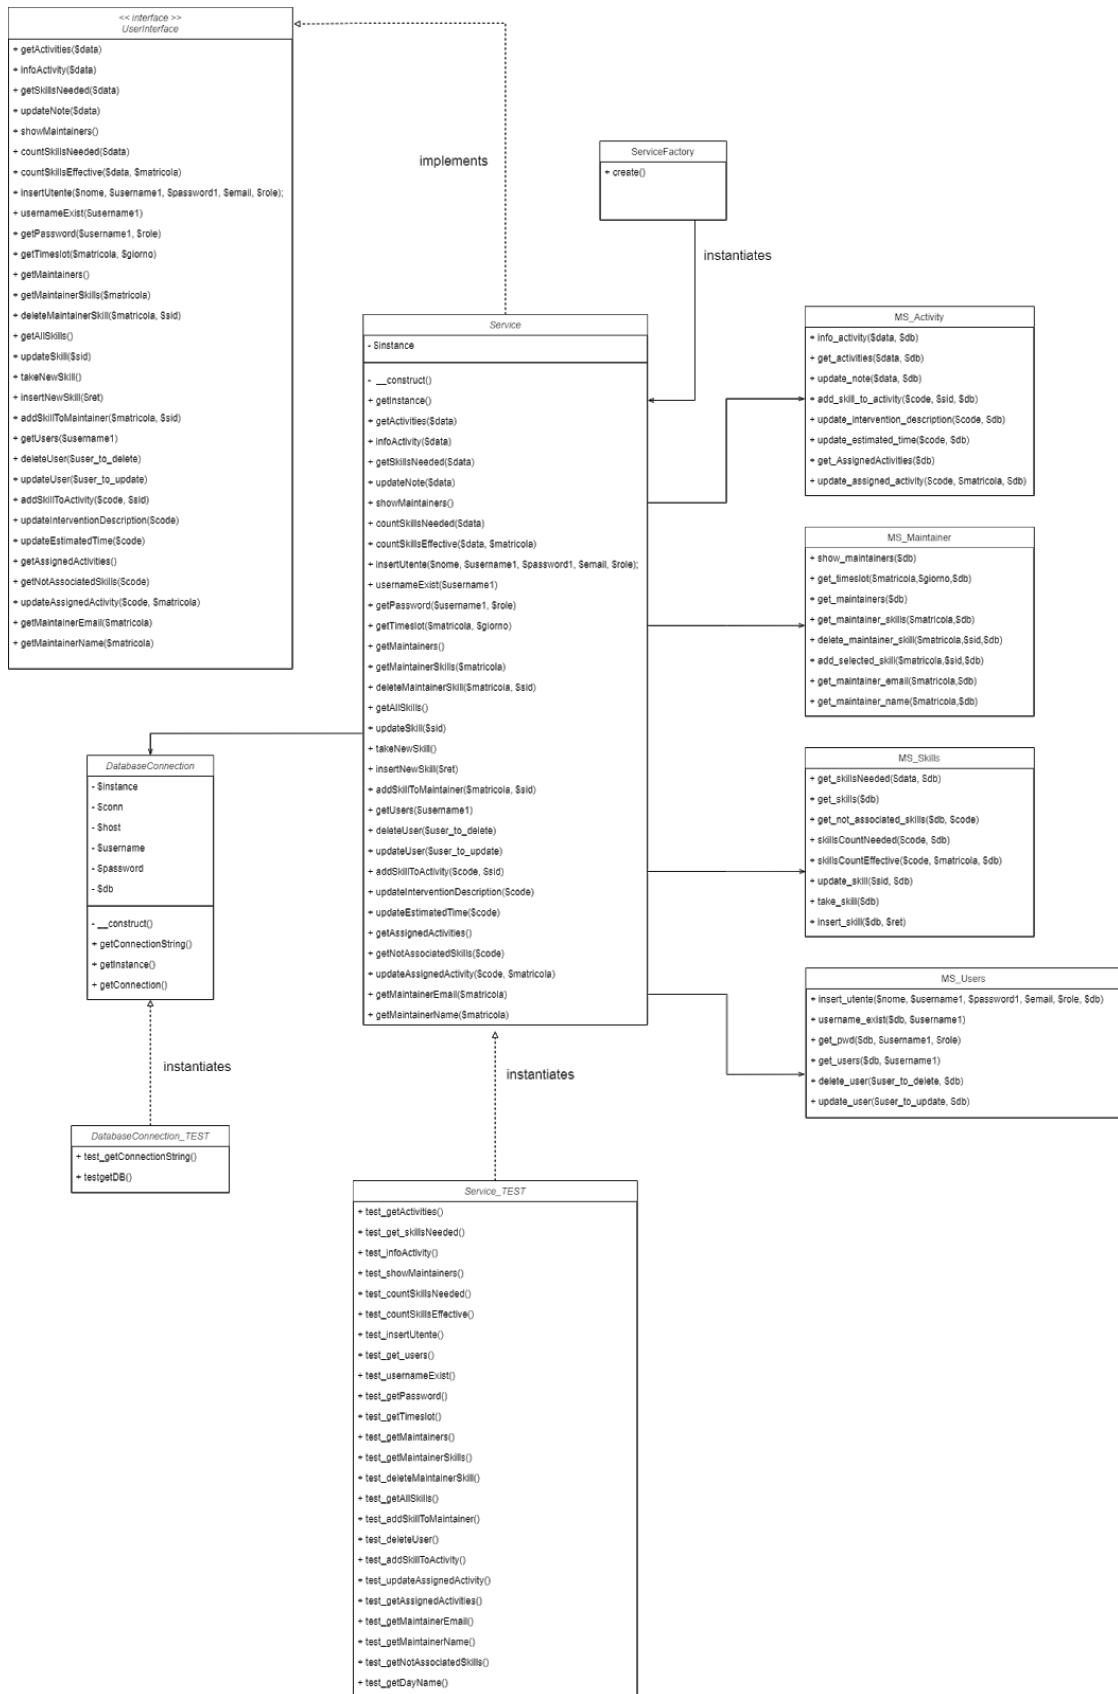 << interface >>
UserInterface
+ getActivities($data)
+ infoActivity($data)
+ getSkillsNeeded($data)
+ updateNote($data)
+ showMaintainers()
+ countSkillsNeeded($data)
+ countSkillsEffective($data, $matricola)
+ insertUtente($nome, $username1, $password1, $email, $role);
+ usernameExist($username1)
+ getPassword($username1, $role)
+ getTimeslot($matricola, $giorno)
+ getMaintainers()
+ getMaintainerSkills($matricola)
+ deleteMaintainerSkill($matricola, $sid)
+ getAllSkills()
+ updateSkill($sid)
+ takeNewSkill()
+ insertNewSkill($ret)
+ addSkillToMaintainer($matricola, $sid)
+ getUsers($username1)
+ deleteUser($user_to_delete)
+ updateUser($user_to_update)
+ addSkillToActivity($code, $sid)
+ updateInterventionDescription($code)
+ updateEstimatedTime($code)
+ getAssignedActivities()
+ getNotAssociatedSkills($code)
+ updateAssignedActivity($code, $matricola)
+ getMaintainerEmail($matricola)
+ getMaintainerName($matricola)
implements
ServiceFactory
+ create()
instantiates
Service
- $instance
- __construct()
+ getInstance()
+ getActivities($data)
+ infoActivity($data)
+ getSkillsNeeded($data)
+ updateNote($data)
+ showMaintainers()
+ countSkillsNeeded($data)
+ countSkillsEffective($data, $matricola)
+ insertUtente($nome, $username1, $password1, $email, $role);
+ usernameExist($username1)
+ getPassword($username1, $role)
+ getTimeslot($matricola, $giorno)
+ getMaintainers()
+ getMaintainerSkills($matricola)
+ deleteMaintainerSkill($matricola, $sid)
+ getAllSkills()
+ updateSkill($sid)
+ takeNewSkill()
+ insertNewSkill($ret)
+ addSkillToMaintainer($matricola, $sid)
+ getUsers($username1)
+ deleteUser($user_to_delete)
+ updateUser($user_to_update)
+ addSkillToActivity($code, $sid)
+ updateInterventionDescription($code)
+ updateEstimatedTime($code)
+ getAssignedActivities()
+ getNotAssociatedSkills($code)
+ updateAssignedActivity($code, $matricola)
+ getMaintainerEmail($matricola)
+ getMaintainerName($matricola)
MS_Activity
+ info_activity($data, $db)
+ get_activities($data, $db)
+ update_note($data, $db)
+ add_skill_to_activity($code, $sid, $db)
+ update_intervention_description($code, $db)
+ update_estimated_time($code, $db)
+ get_AssignedActivities($db)
+ update_assigned_activity($code, $matricola, $db)
MS_Maintainer
+ show_maintainers($db)
+ get_timeslot($matricola,$giorno,$db)
+ get_maintainers($db)
+ get_maintainer_skills($matricola,$db)
+ delete_maintainer_skill($matricola,$sid,$db)
+ add_selected_skill($matricola,$sid,$db)
+ get_maintainer_email($matricola,$db)
+ get_maintainer_name($matricola,$db)
MS_Skills
+ get_skillsNeeded($data, $db)
+ get_skills($db)
+ get_not_associated_skills($db, $code)
+ skillsCountNeeded($code, $db)
+ skillsCountEffective($code, $matricola, $db)
+ update_skill($sid, $db)
+ take_skill($db)
+ insert_skill($db, $ret)
MS_Users
+ insert_utente($nome, $username1, $password1, $email, $role, $db)
+ username_exist($db, $username1)
+ get_pwd($db, $username1, $role)
+ get_users($db, $username1)
+ delete_user($user_to_delete, $db)
+ update_user($user_to_update, $db)
DatabaseConnection
- $instance
- $conn
- $host
- $username
- $password
- $db
- __construct()
+ getConnectionString()
+ getInstance()
+ getConnection()
instantiates
DatabaseConnection_TEST
+ test_getConnectionString()
+ testgetDB()
instantiates
Service_TEST
+ test_getActivities()
+ test_get_skillsNeeded()
+ test_infoActivity()
+ test_showMaintainers()
+ test_countSkillsNeeded()
+ test_countSkillsEffective()
+ test_insertUtente()
+ test_get_users()
+ test_usernameExist()
+ test_getPassword()
+ test_getTimeslot()
+ test_getMaintainers()
+ test_getMaintainerSkills()
+ test_deleteMaintainerSkill()
+ test_getAllSkills()
+ test_addSkillToMaintainer()
+ test_deleteUser()
+ test_addSkillToActivity()
+ test_updateAssignedActivity()
+ test_getAssignedActivities()
+ test_getMaintainerEmail()
+ test_getMaintainerName()
+ test_getNotAssociatedSkills()
+ test_getDayName()